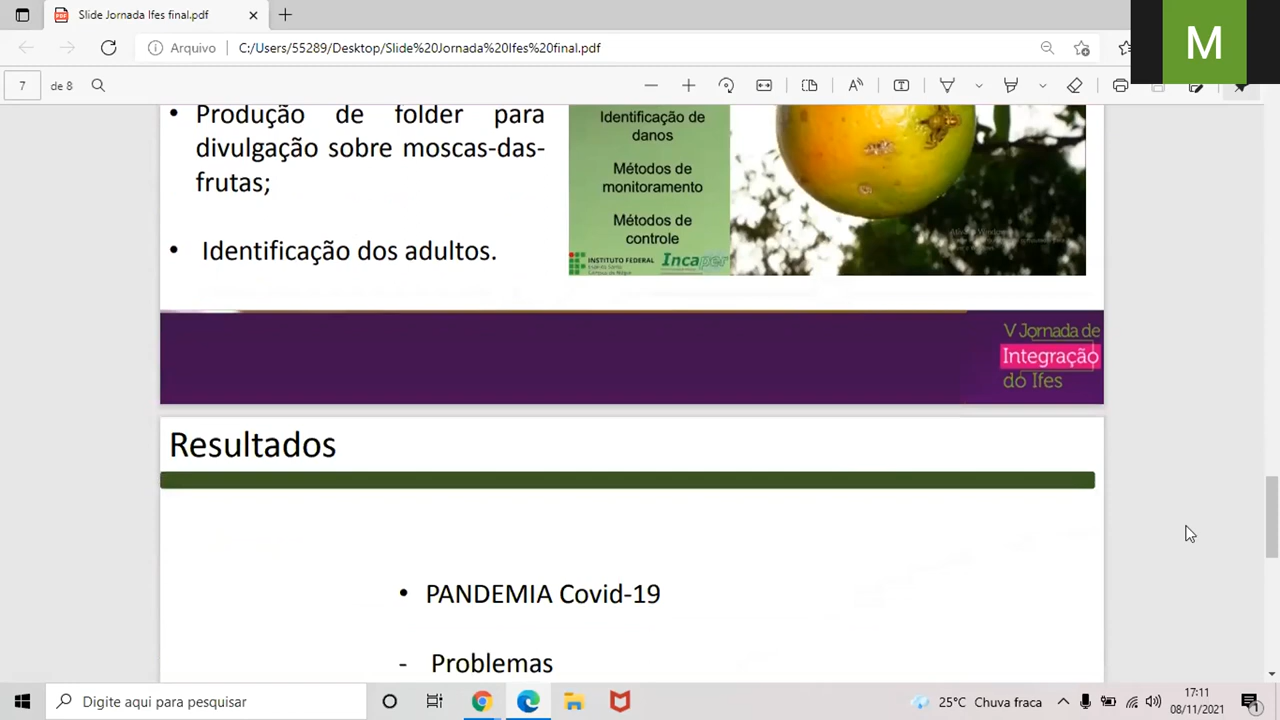 Slide Jornada Ifes final.pdf
Arquivo
C:/Users/55289/Desktop/Slide%20Jornada%20Ifes%20final.pdf
M
7
de 8
• Produção de folder para
divulgação sobre moscas-das-
frutas;
• Identificação dos adultos.
Identificação de
danos
Métodos de
monitoramento
Métodos de
controle
INSTITUTO FEDERAL
Incaper
V Jornada de
Integração
do Ifes
Resultados
• PANDEMIA Covid-19
- Problemas
Digite aqui para pesquisar
25°C Chuva fraca
17:11
08/11/2021